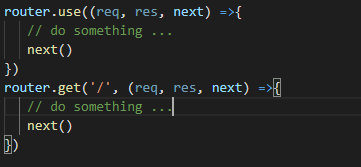 router.use((req, res, next) =>{
// do something ...
next()
})
router.get('/', (req, res, next) =>{
// do something ...
next()
})